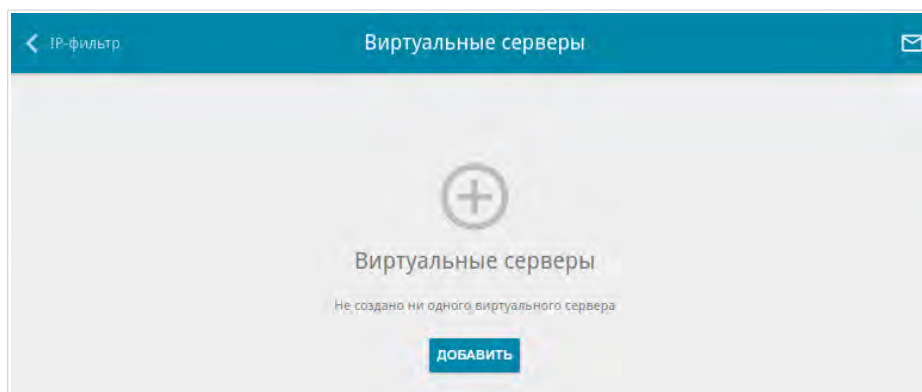 IP-фильтр
Виртуальные серверы
Виртуальные серверы
Не создано ни одного виртуального сервера
ДОБАВИТЬ